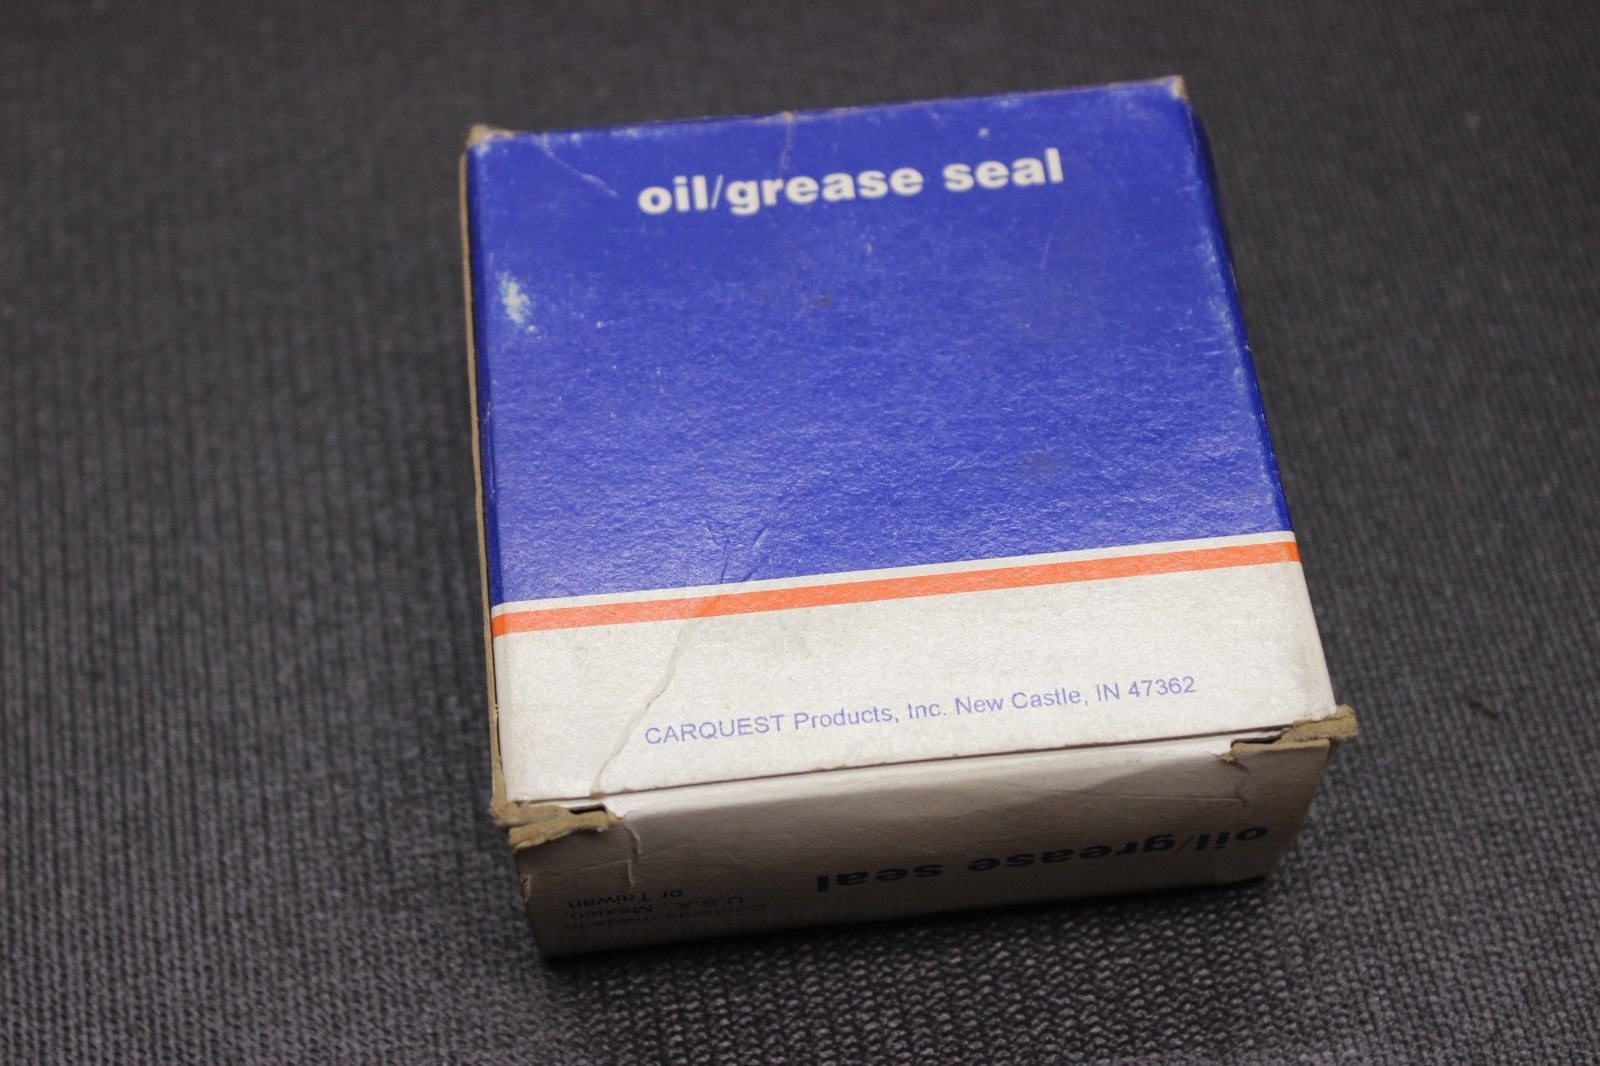 oil/grease seal
CARQUEST Products, Inc. New Castle, IN 47362
oil/grease seal
Contents made in
U.S.A., Mexico,
or Taiwan.